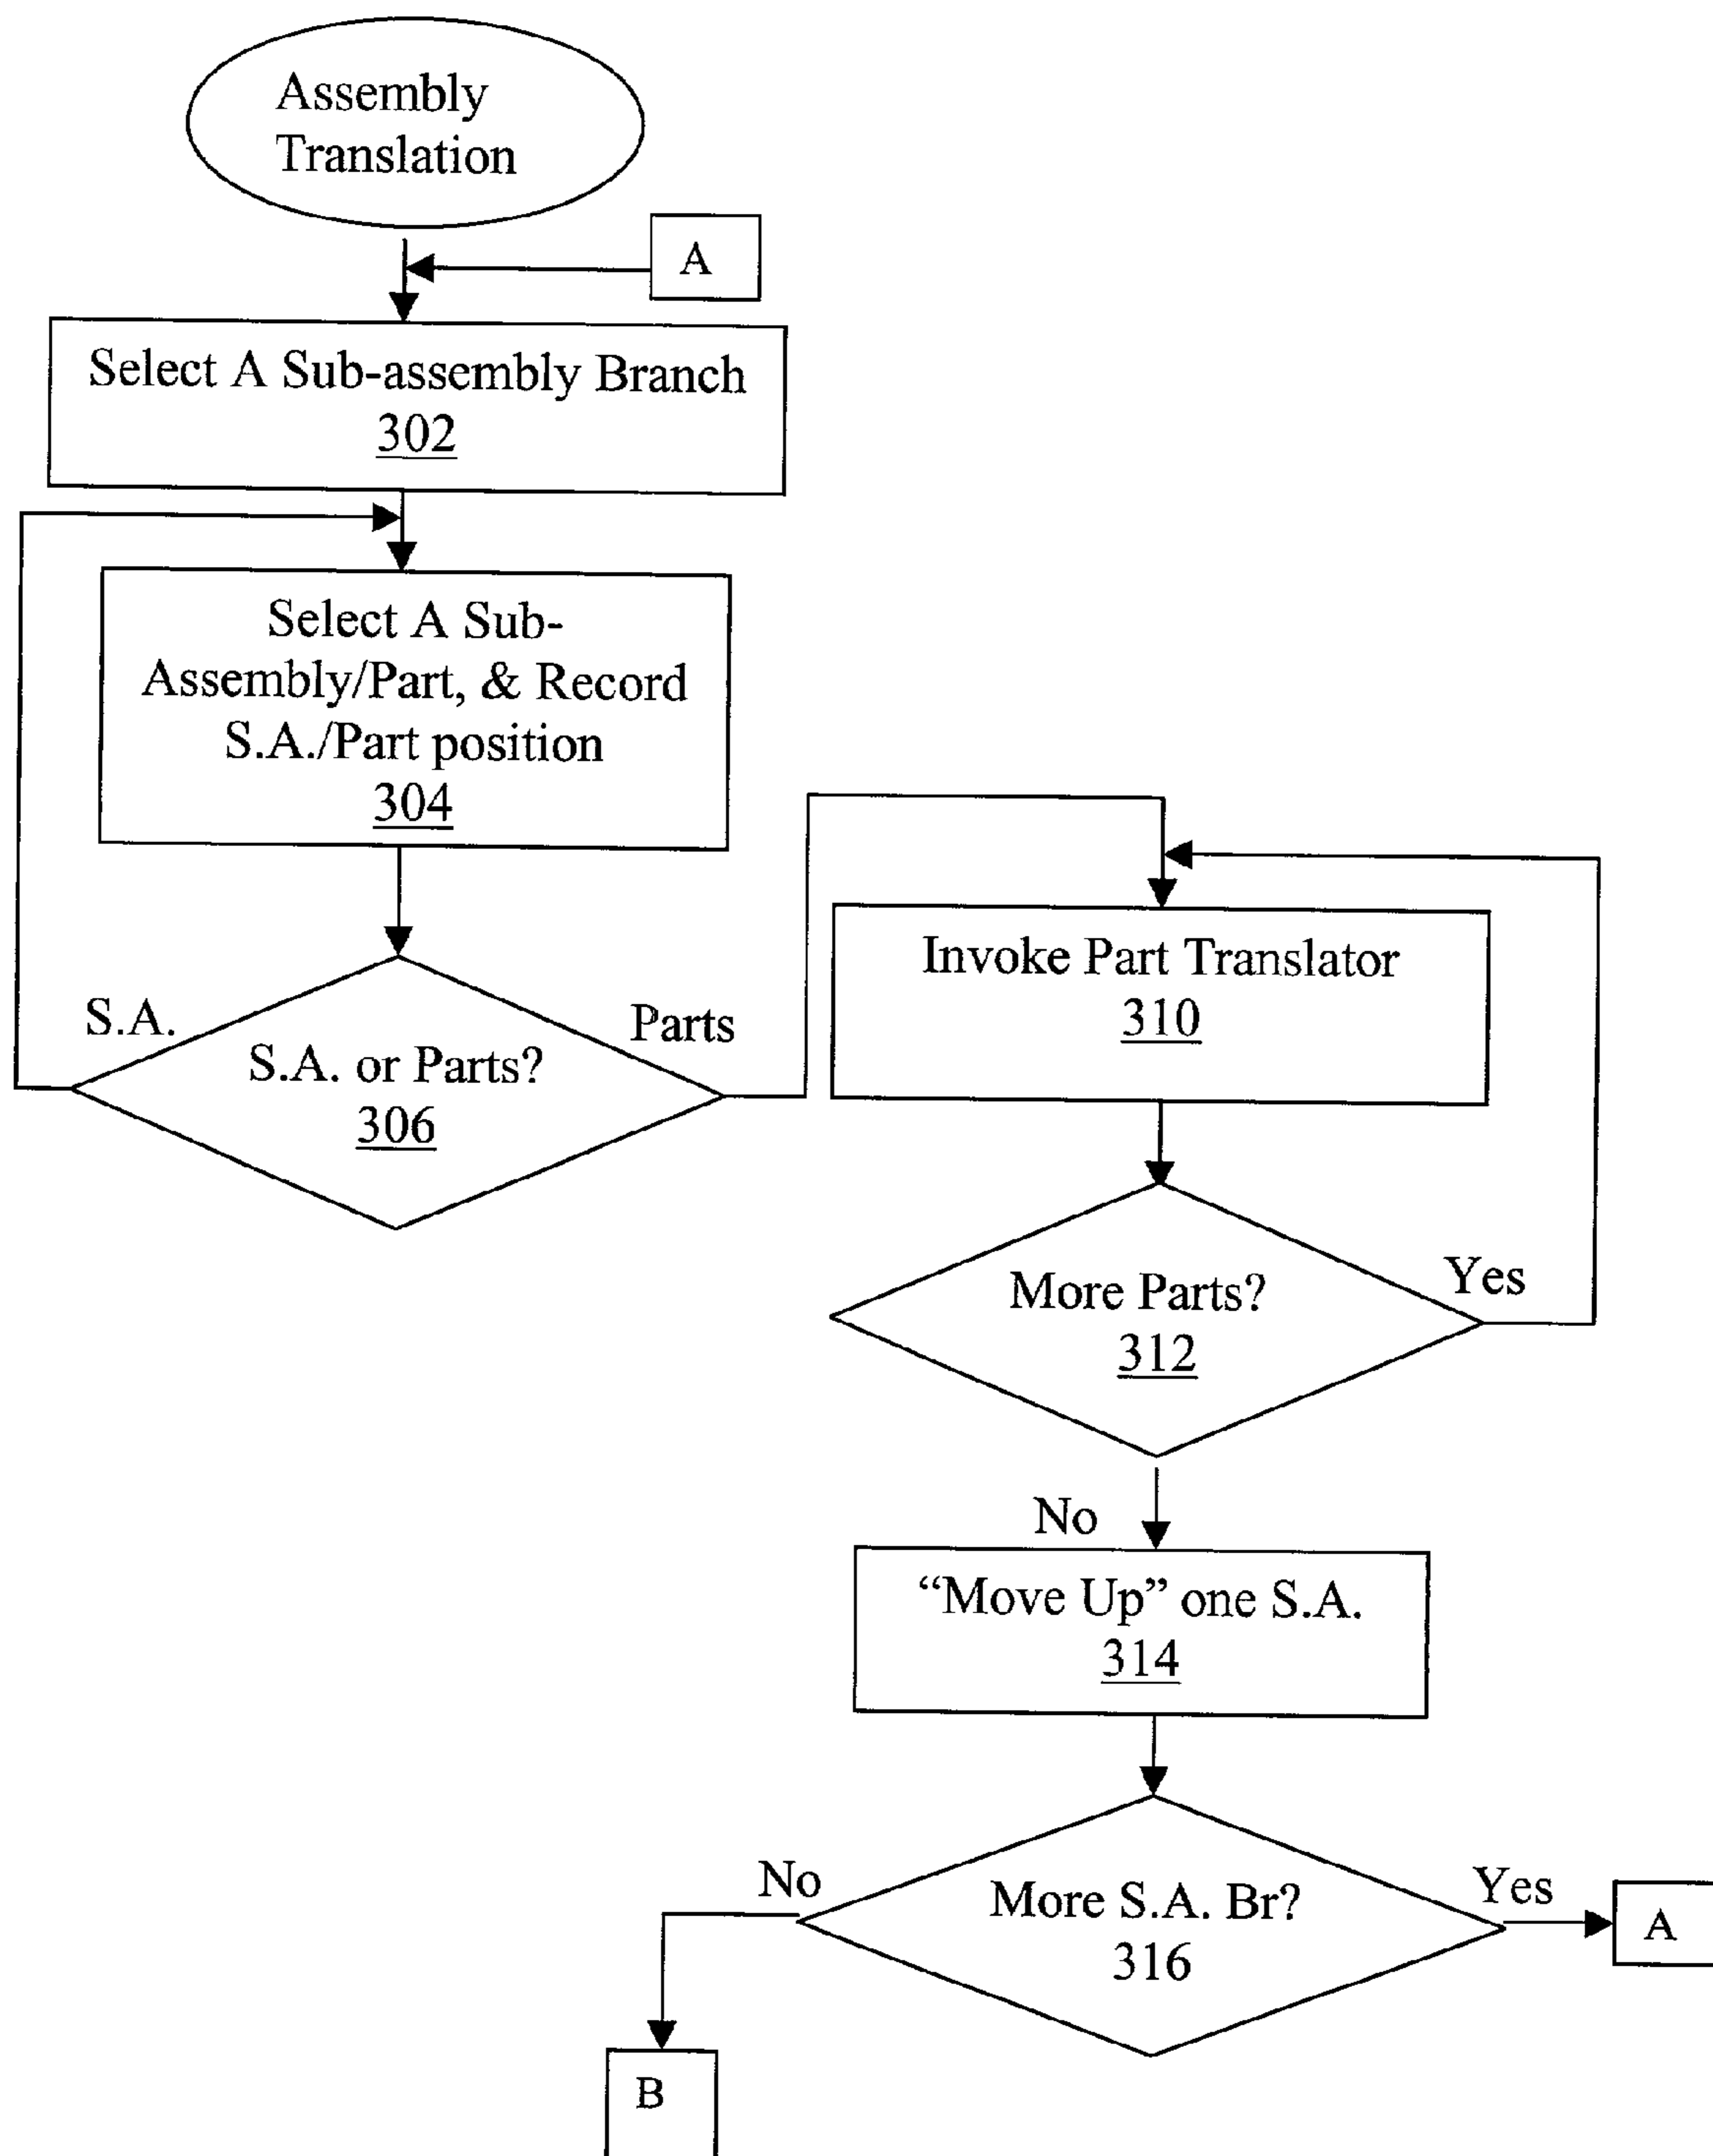 Assembly
Translation
A
Select A Sub-assembly Branch
302
Select A Sub-
Assembly/Part, & Record
S.A./Part position
304
S.A.
S.A. or Parts?
306
Parts
Invoke Part Translator
310
More Parts?
312
Yes
No
“Move Up” one S.A.
314
No
More S.A. Br?
316
Yes
A
B